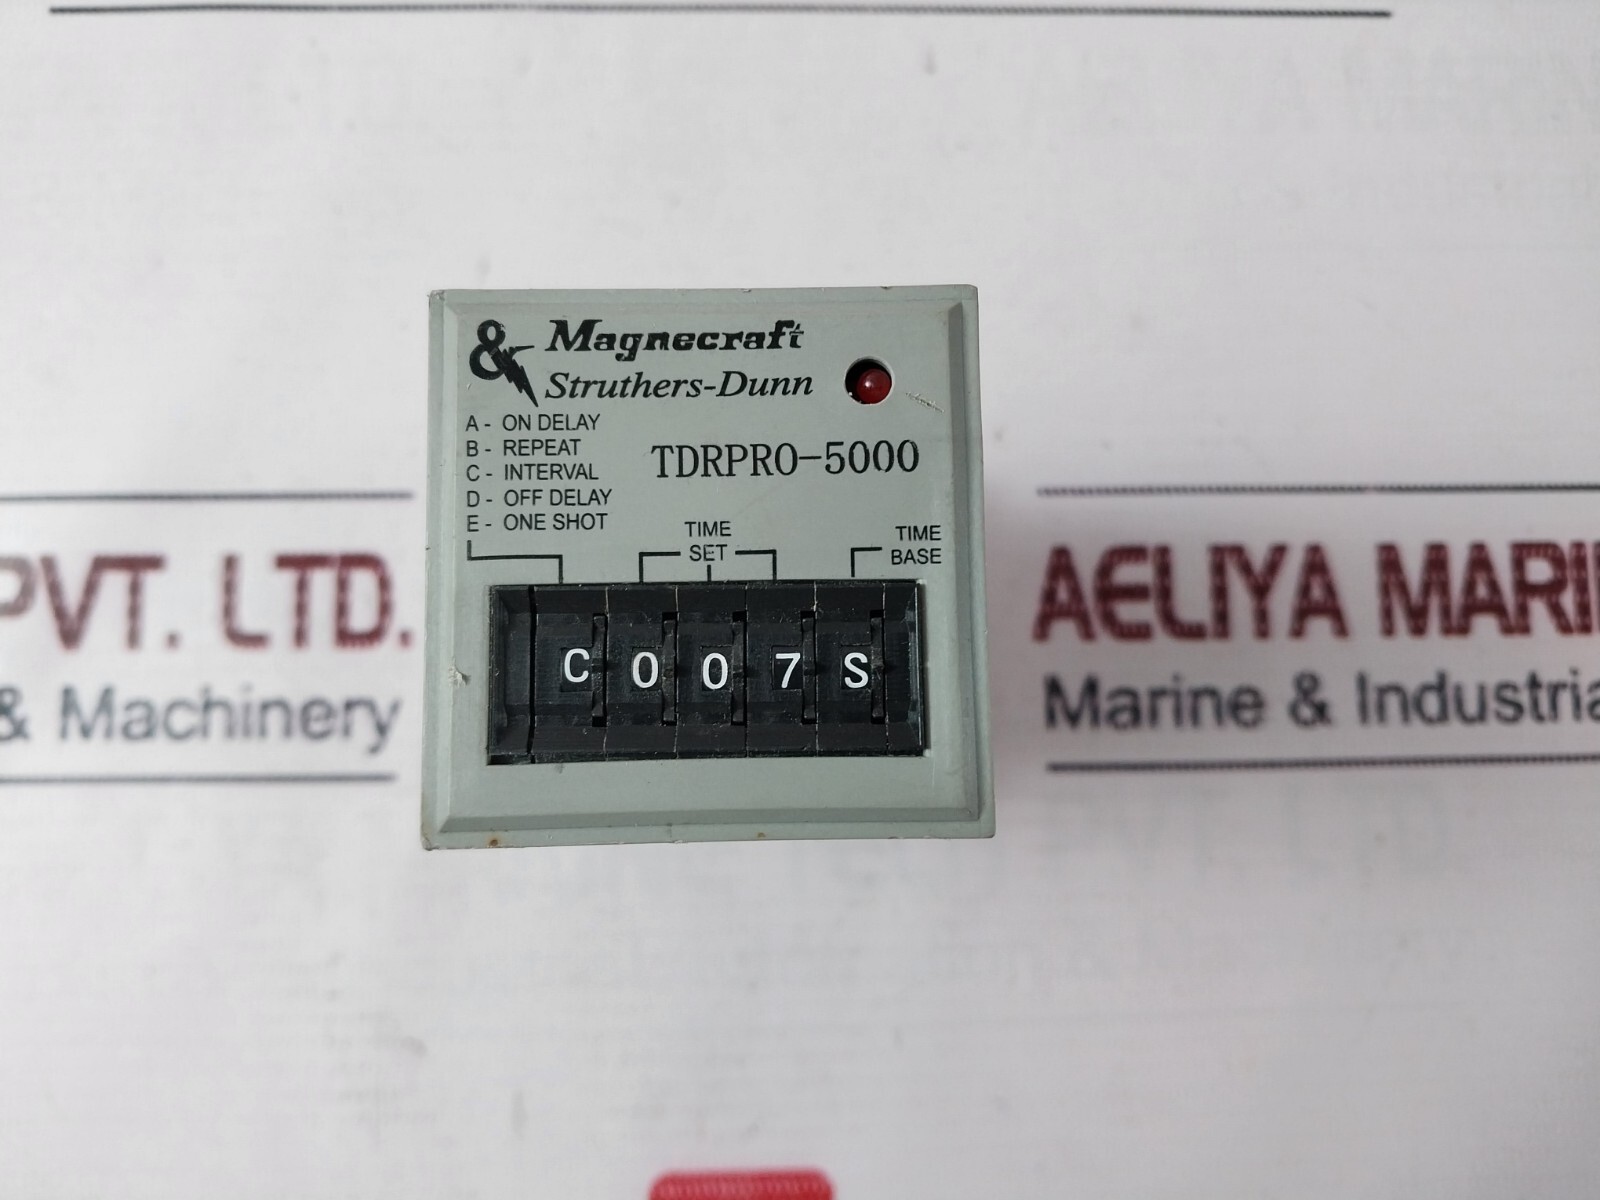 & Magnecraft
Struthers-Dunn
A - ON DELAY
B - REPEAT
C - INTERVAL
D - OFF DELAY
E - ONE SHOT
TDRPRO-5000
TIME
SET
TIME
BASE
C 0 0 7 S
PVT. LTD.
& Machinery
AELIYA MARI
Marine & Industria